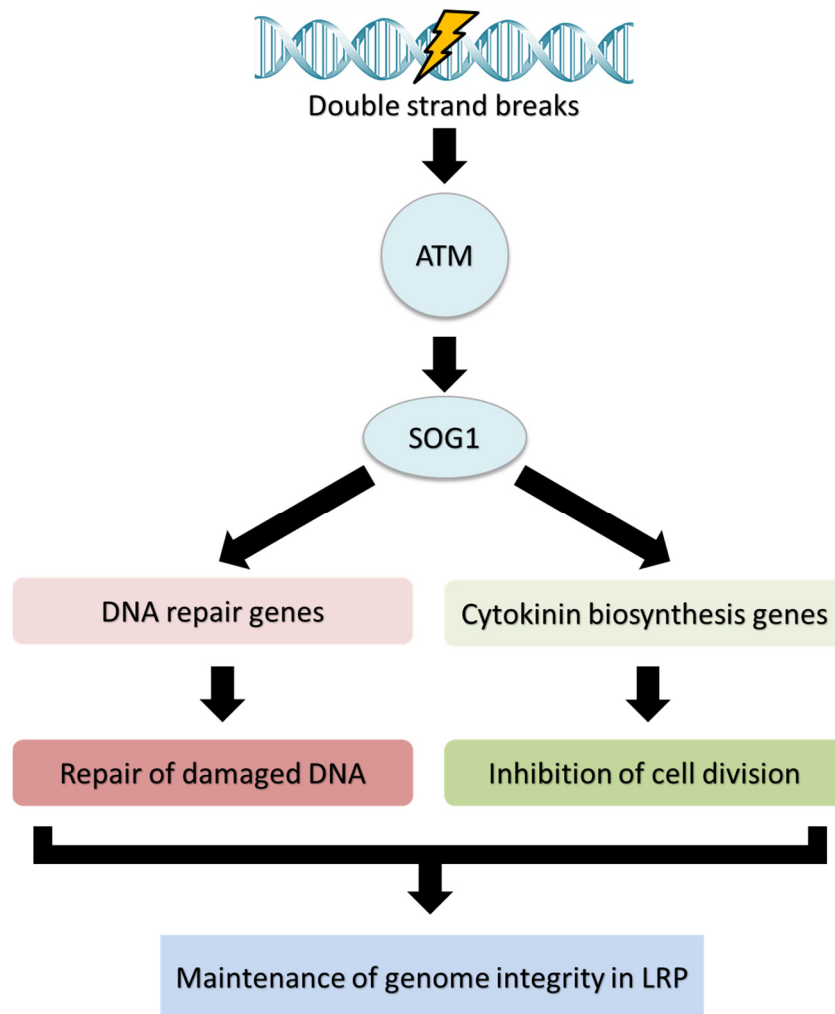 Double strand breaks
ATM
SOG1
DNA repair genes
Cytokinin biosynthesis genes
Repair of damaged DNA
Inhibition of cell division
Maintenance of genome integrity in LRP